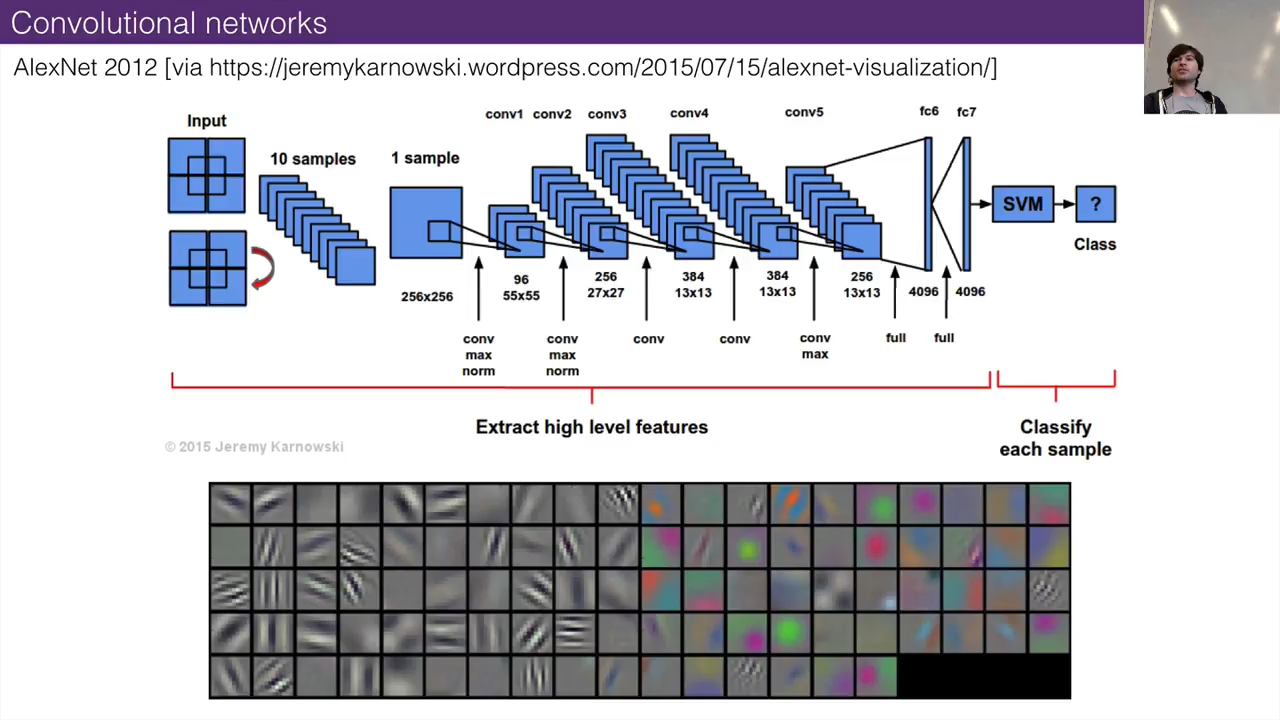 Convolutional networks
AlexNet 2012 [via https://jeremykarnowski.wordpress.com/2015/07/15/alexnet-visualization/]
Input
10 samples
1 sample
conv1 conv2 conv3 conv4 conv5 fc6 fc7
SVM
?
Class
256x256
96
55x55
256
27x27
384
13x13
384
13x13
256
13x13
4096
4096
conv
max
norm
conv
max
norm
conv
conv
conv
max
full
full
Extract high level features
Classify
each sample
© 2015 Jeremy Karnowski